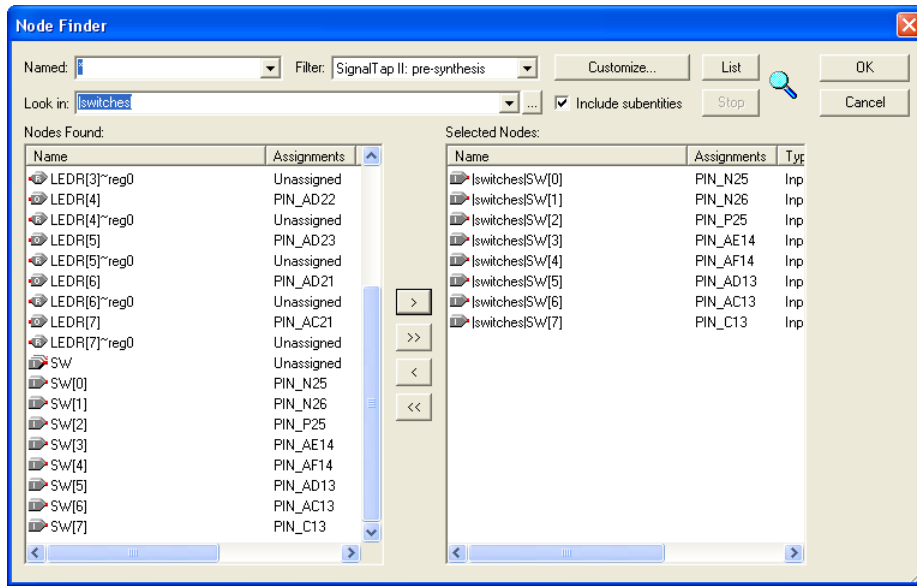 Node Finder
Named: * Filter: SignalTap II: pre-synthesis Customize... List OK
Look in: |switches ... Include subentities Stop Cancel
Nodes Found: Selected Nodes:
Name Assignments Name Assignments Typ
LEDR[3]~reg0 Unassigned |switches|SW[0] PIN_N25 Inp
LEDR[4] PIN_AD22 |switches|SW[1] PIN_N26 Inp
LEDR[4]~reg0 Unassigned |switches|SW[2] PIN_P25 Inp
LEDR[5] PIN_AD23 |switches|SW[3] PIN_AE14 Inp
LEDR[5]~reg0 Unassigned |switches|SW[4] PIN_AF14 Inp
LEDR[6] PIN_AD21 |switches|SW[5] PIN_AD13 Inp
LEDR[6]~reg0 Unassigned > |switches|SW[6] PIN_AC13 Inp
LEDR[7] PIN_AC21 |switches|SW[7] PIN_C13 Inp
LEDR[7]~reg0 Unassigned >>
SW Unassigned <
SW[0] PIN_N25
SW[1] PIN_N26 <<
SW[2] PIN_P25
SW[3] PIN_AE14
SW[4] PIN_AF14
SW[5] PIN_AD13
SW[6] PIN_AC13
SW[7] PIN_C13